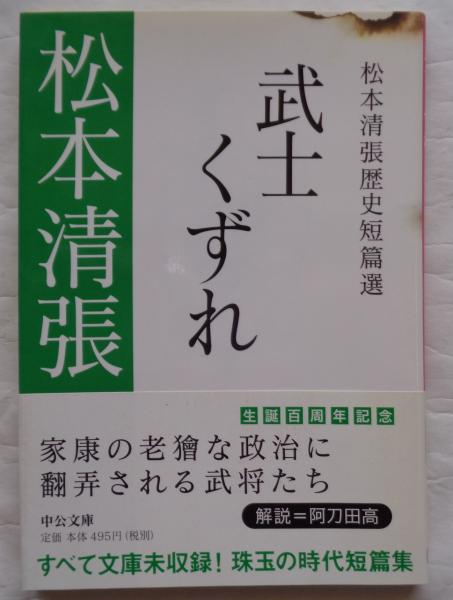 松本清張歴史短篇選
武士
くずれ
松本清張
生誕百周年記念
家康の老獪な政治に
翻弄される武将たち
中公文庫
定価 本体495円(税別)
解説=阿刀田高
すべて文庫未収録! 珠玉の時代短篇集